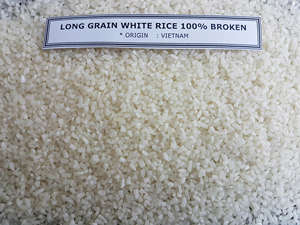 LONG GRAIN WHITE RICE 100% BROKEN
* ORIGIN : VIETNAM